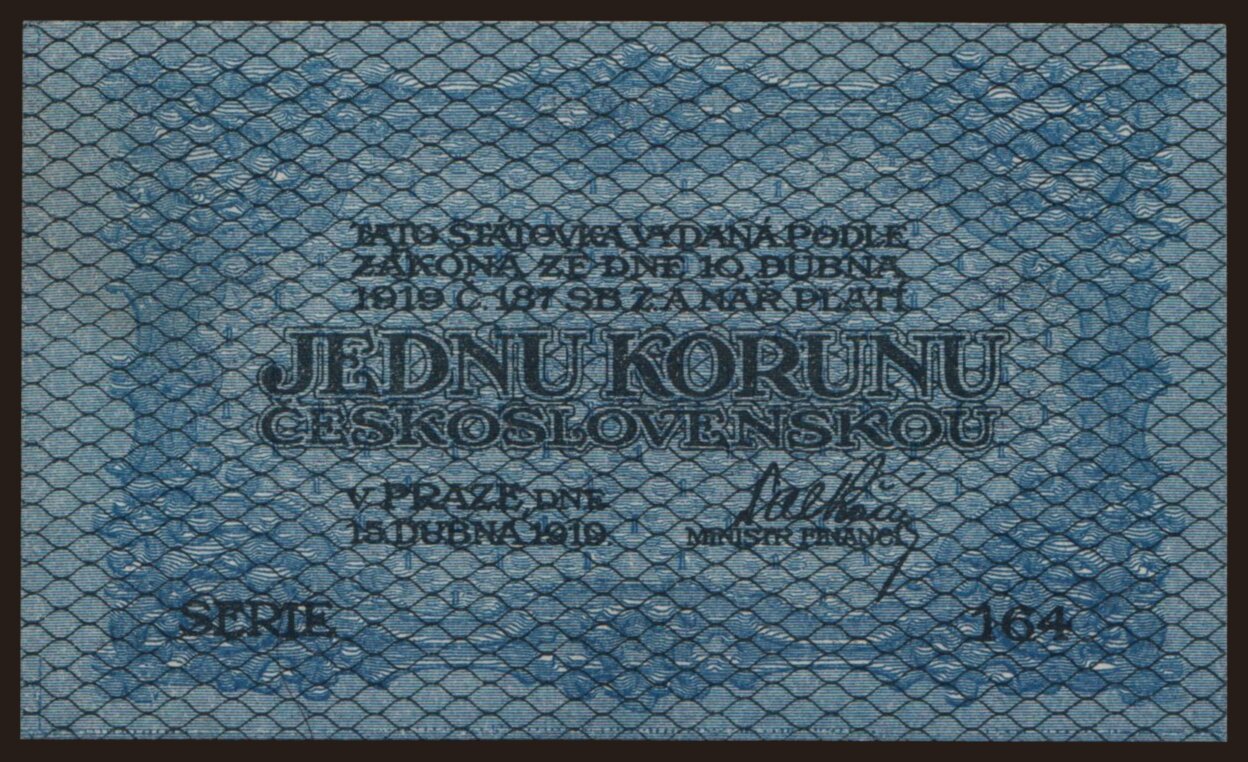 TATO STÁTOVKA VYDANÁ PODLE
ZÁKONA ZE DNE 10. DUBNA
1919 Č. 187 SB. Z. A NAŘ. PLATÍ
JEDNU KORUNU
ČESKOSLOVENSKOU
V PRAZE, DNE
15. DUBNA 1919.
MINISTR FINANCÍ
SERIE 164